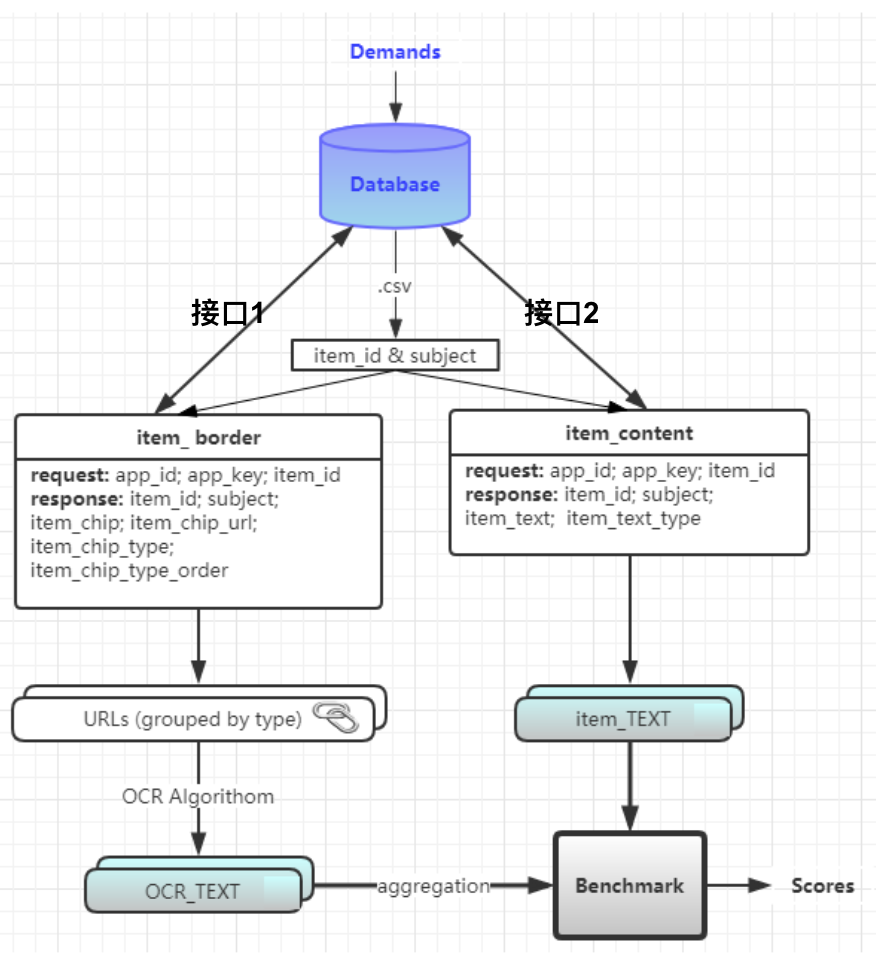 Demands
Database
.csv
接口1
接口2
item_id & subject
item_ border
request: app_id; app_key; item_id
response: item_id; subject;
item_chip; item_chip_url;
item_chip_type;
item_chip_type_order
item_content
request: app_id; app_key; item_id
response: item_id; subject;
item_text;  item_text_type
URLs (grouped by type)
item_TEXT
OCR Algorithom
OCR_TEXT
aggregation
Benchmark
Scores